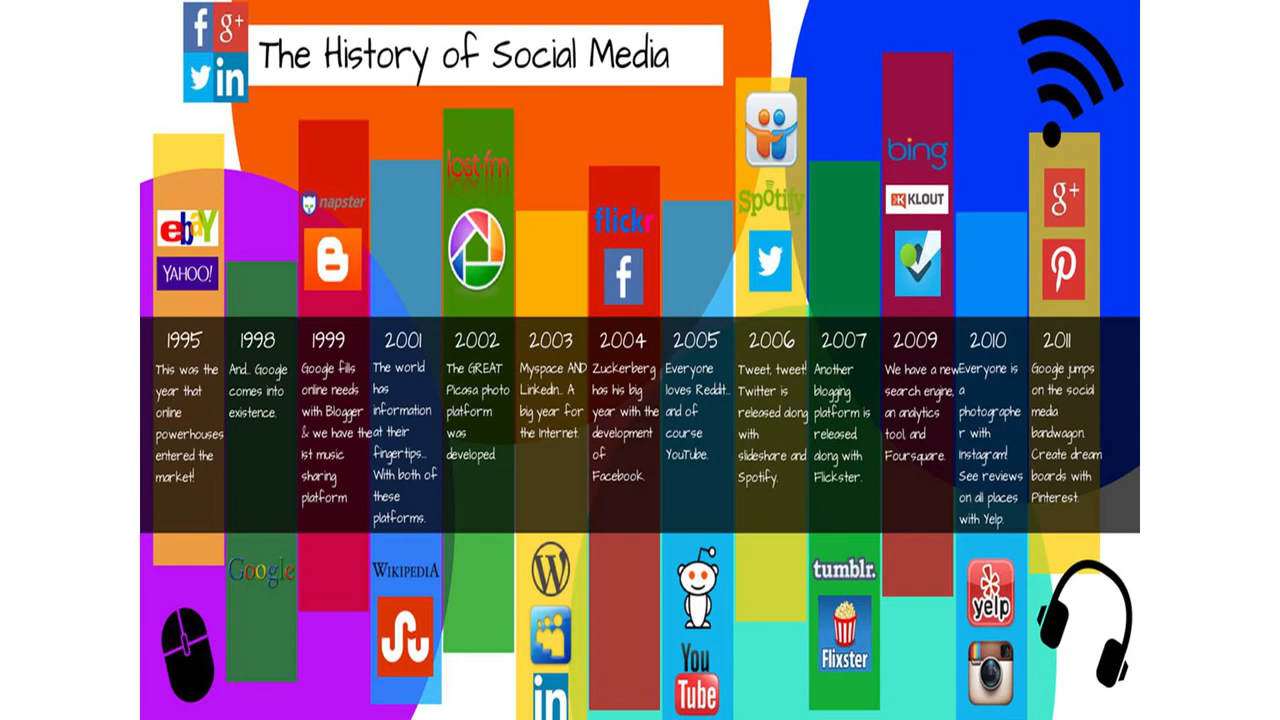 f g+
in
The History of Social Media
ebay
YAHOO!
napster
lost.fm
flickr
f
Spotify
bing
KLOUT
g+
1995
This was the
year that
online
powerhouses
entered the
market!
1998
And... Google
comes into
existence.
1999
Google fills
online needs
with Blogger
& we have the
1st music
sharing
platform
2001
The world
has
information
at their
fingertips...
With both of
these
platforms.
2002
The GREAT
Picasa photo
platform
was
developed.
2003
Myspace AND
LinkedIn... A
big year for
the Internet.
2004
Zuckerberg
has his big
year with the
development
of
Facebook.
2005
Everyone
loves Reddit...
and of
course
YouTube.
2006
Tweet, tweet!
Twitter is
released along
with
slideshare and
Spotify.
2007
Another
blogging
platform is
released
along with
Flickster.
2009
We have a new
search engine,
an analytics
tool, and
Foursquare.
2010
Everyone is
a
photographe
r with
Instagram!
See reviews
on all places
with Yelp.
2011
Google jumps
on the social
media
bandwagon.
Create dream
boards with
Pinterest.
Google
WIKIPEDIA
in
You
Tube
tumblr.
Flixster
yelp